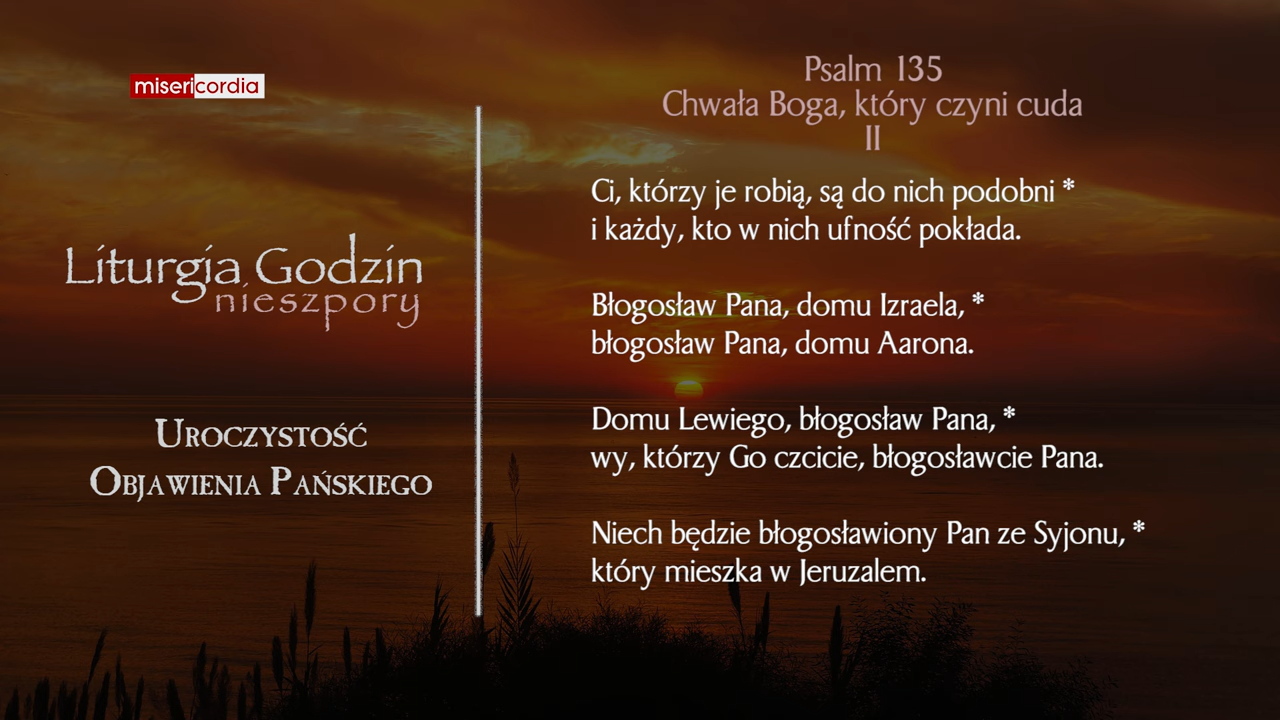 misericordia
Liturgia Godzin
nieszpory
Uroczystość
Objawienia Pańskiego
Psalm 135
Chwała Boga, który czyni cuda
II
Ci, którzy je robią, są do nich podobni *
i każdy, kto w nich ufność pokłada.
Błogosław Pana, domu Izraela, *
błogosław Pana, domu Aarona.
Domu Lewiego, błogosław Pana, *
wy, którzy Go czcicie, błogosławcie Pana.
Niech będzie błogosławiony Pan ze Syjonu, *
który mieszka w Jeruzalem.